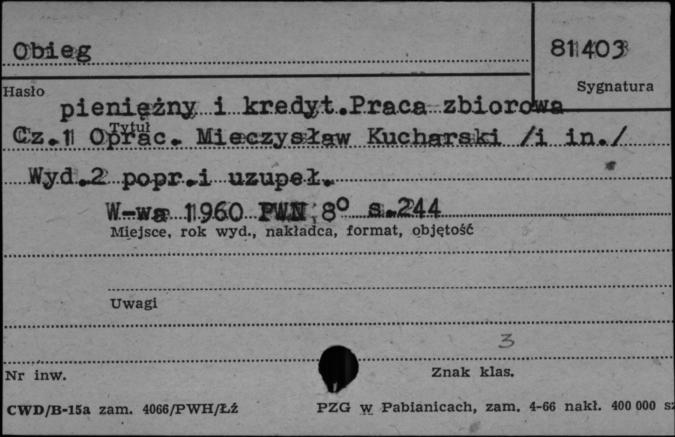 Obieg
81403
Hasło
Sygnatura
pieniężny i kredyt.Praca zbiorowa
Tytuł
Cz.1 Oprac. Mieczysław Kucharski /i in./
Wyd.2 popr.i uzupeł.
W-wa 1960 PWN 8° s.244
Miejsce, rok wyd., nakładca, format, objętość
Uwagi
3
Nr inw.
Znak klas.
CWD/B-15a zam. 4066/PWH/Łż
PZG w Pabianicach, zam. 4-66 nakł. 400 000 sz